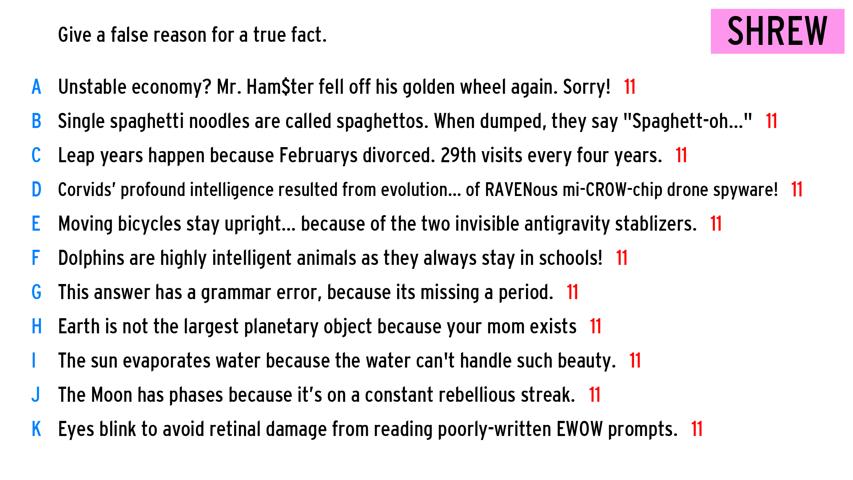 Give a false reason for a true fact.
SHREW
A Unstable economy? Mr. Ham$ter fell off his golden wheel again. Sorry! 11
B Single spaghetti noodles are called spaghettos. When dumped, they say "Spaghett-oh..." 11
C Leap years happen because Februarys divorced. 29th visits every four years. 11
D Corvids’ profound intelligence resulted from evolution... of RAVENous mi-CROW-chip drone spyware! 11
E Moving bicycles stay upright... because of the two invisible antigravity stablizers. 11
F Dolphins are highly intelligent animals as they always stay in schools! 11
G This answer has a grammar error, because its missing a period. 11
H Earth is not the largest planetary object because your mom exists 11
I The sun evaporates water because the water can't handle such beauty. 11
J The Moon has phases because it’s on a constant rebellious streak. 11
K Eyes blink to avoid retinal damage from reading poorly-written EWOW prompts. 11